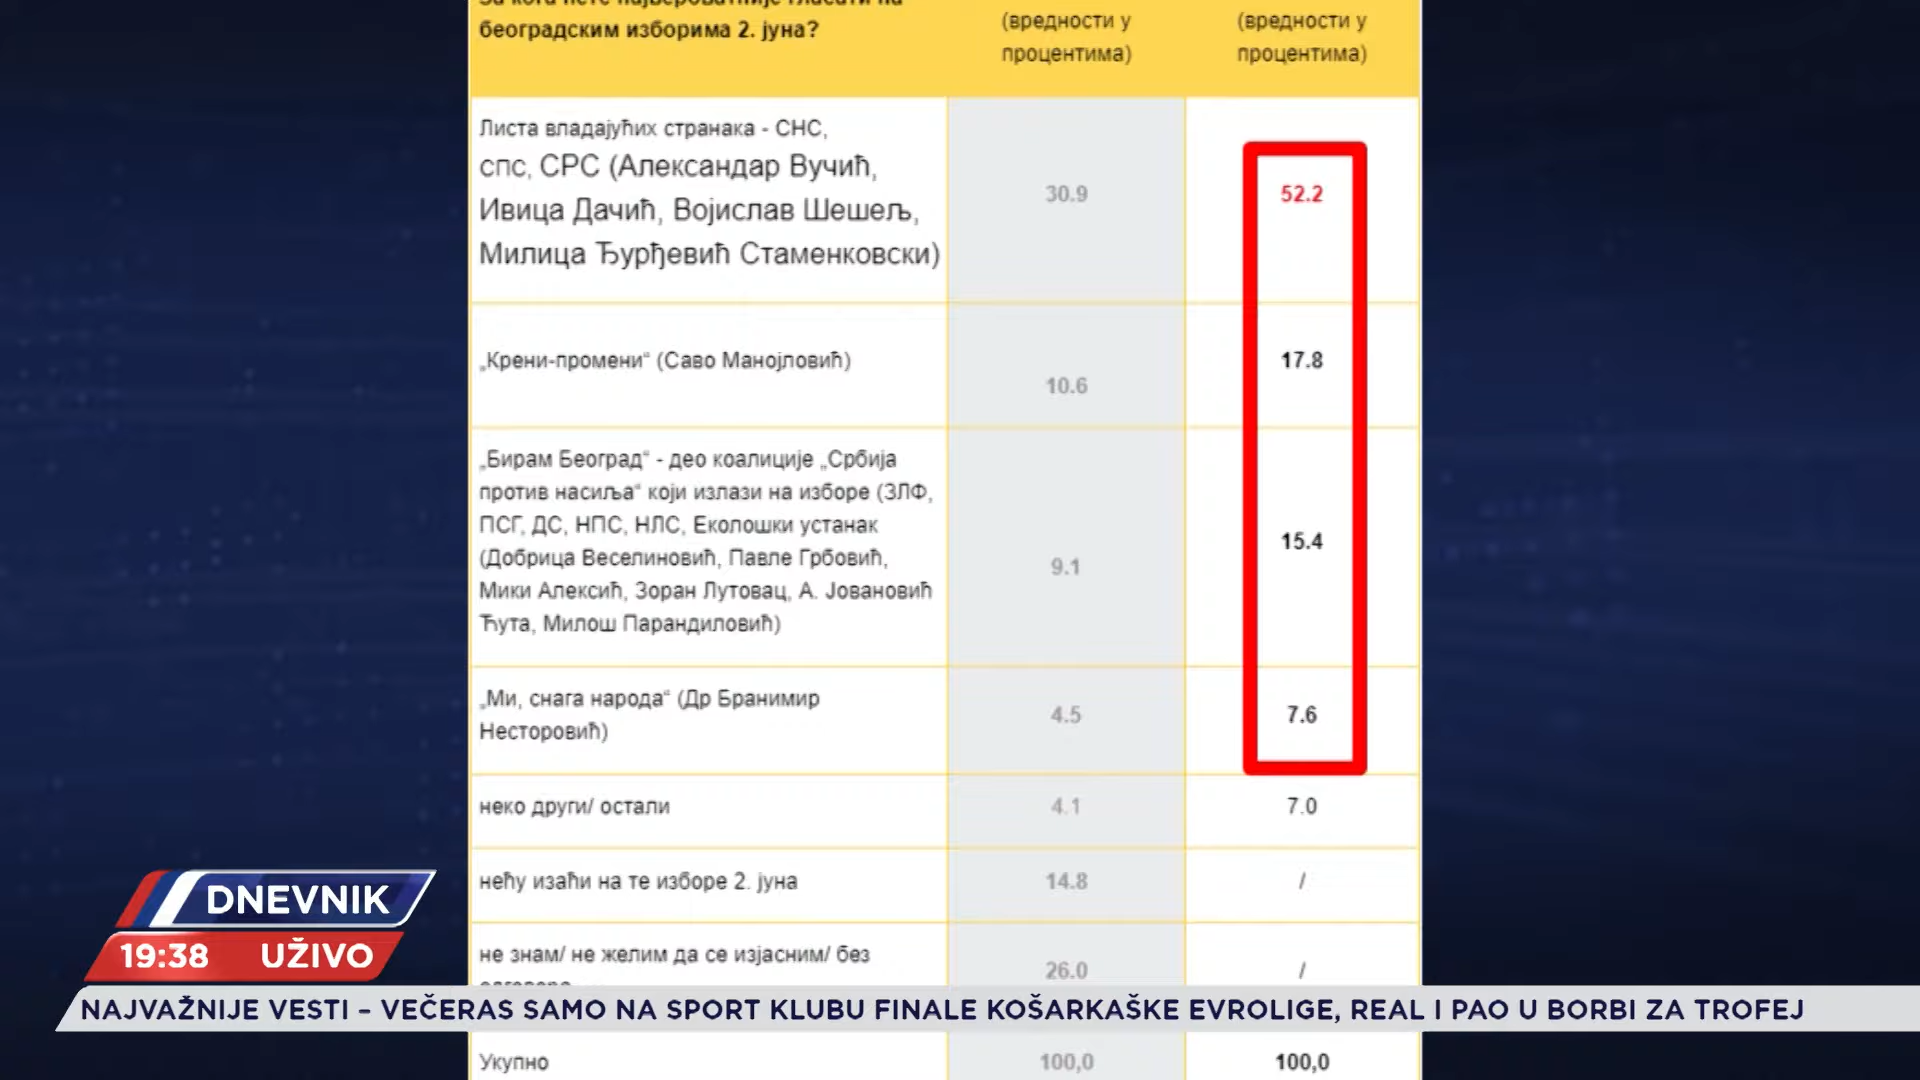 За кога ћете највероватније гласати на
београдским изборима 2. јуна?
(вредности у
процентима)
(вредности у
процентима)
Листа владајућих странака - СНС,
СПС, СРС (Александар Вучић,
Ивица Дачић, Војислав Шешељ,
Милица Ђурђевић Стаменковски)
30.9
52.2
„Крени-промени“ (Саво Манојловић)
10.6
17.8
„Бирам Београд“ - део коалиције „Србија
против насиља“ који излази на изборе (ЗЛФ,
ПСГ, ДС, НПС, НЛС, Еколошки устанак
(Добрица Веселиновић, Павле Грбовић,
Мики Алексић, Зоран Лутовац, А. Јовановић
Ћута, Милош Парандиловић)
9.1
15.4
„Ми, снага народа“ (Др Бранимир
Несторовић)
4.5
7.6
неко други/ остали
4.1
7.0
нећу изаћи на те изборе 2. јуна
14.8
/
не знам/ не желим да се изјасним/ без
26.0
/
Укупно
100,0
100,0
DNEVNIK
19:38 UŽIVO
NAJVAŽNIJE VESTI – VEČERAS SAMO NA SPORT KLUBU FINALE KOŠARKAŠKE EVROLIGE, REAL I PAO U BORBI ZA TROFEJ